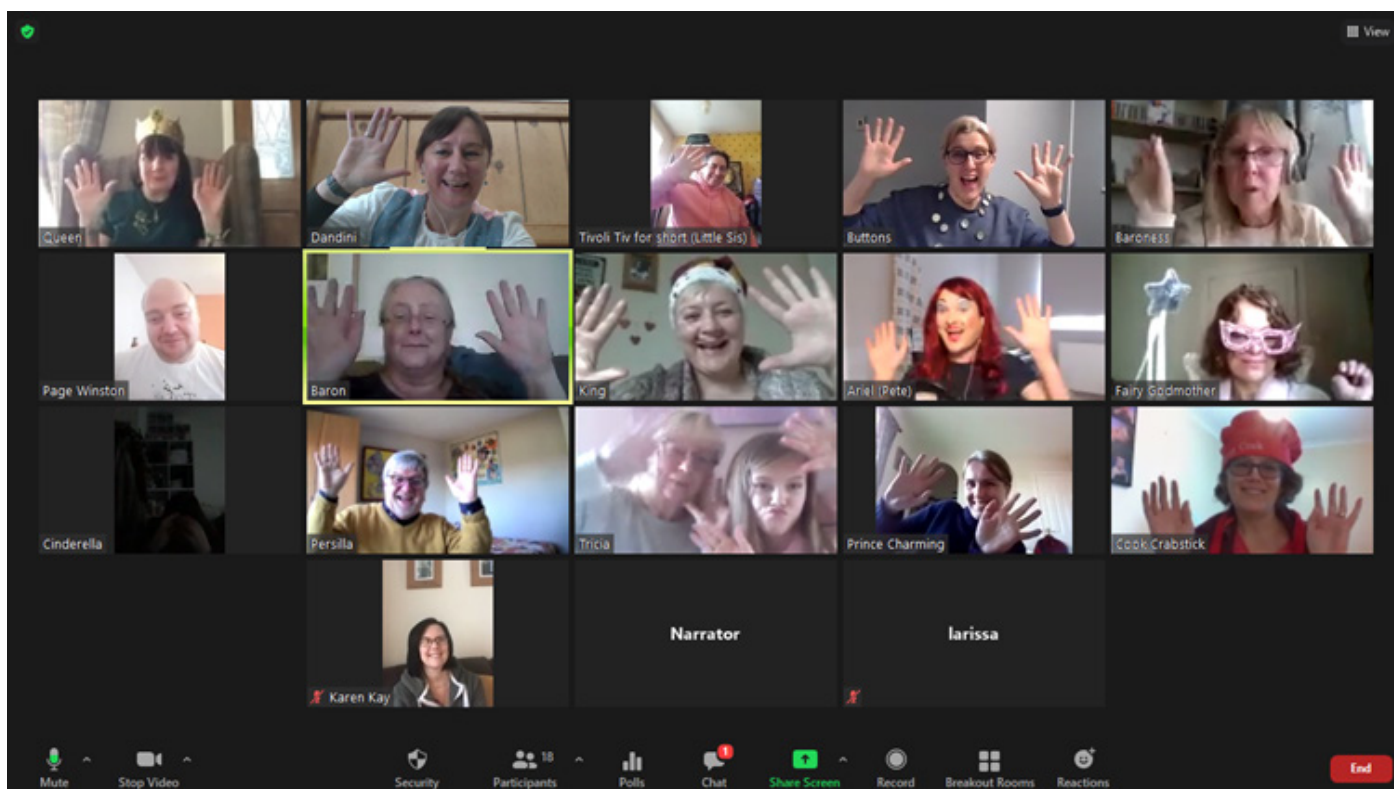 View
Queen
Dandini
Tivoli Tiv for short (Little Sis)
Buttons
Baroness
Page Winston
Baron
King
Ariel (Pete)
Fairy Godmother
Cinderella
Persilla
Tricia
Prince Charming
Cook Crabstick
Karen Kay
Narrator
larissa
Mute
Stop Video
Security
18
Participants
Polls
1
Chat
Share Screen
Record
Breakout Rooms
Reactions
End